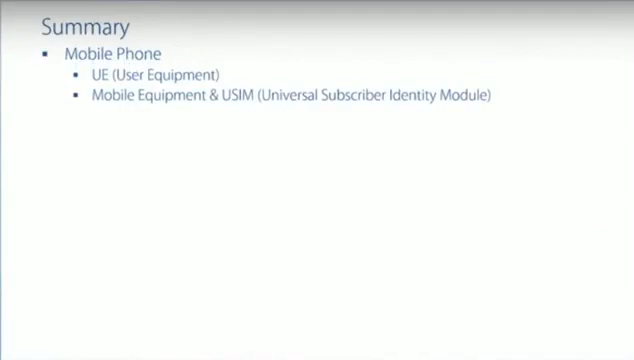 Summary
▪ Mobile Phone
▪ UE (User Equipment)
▪ Mobile Equipment & USIM (Universal Subscriber Identity Module)